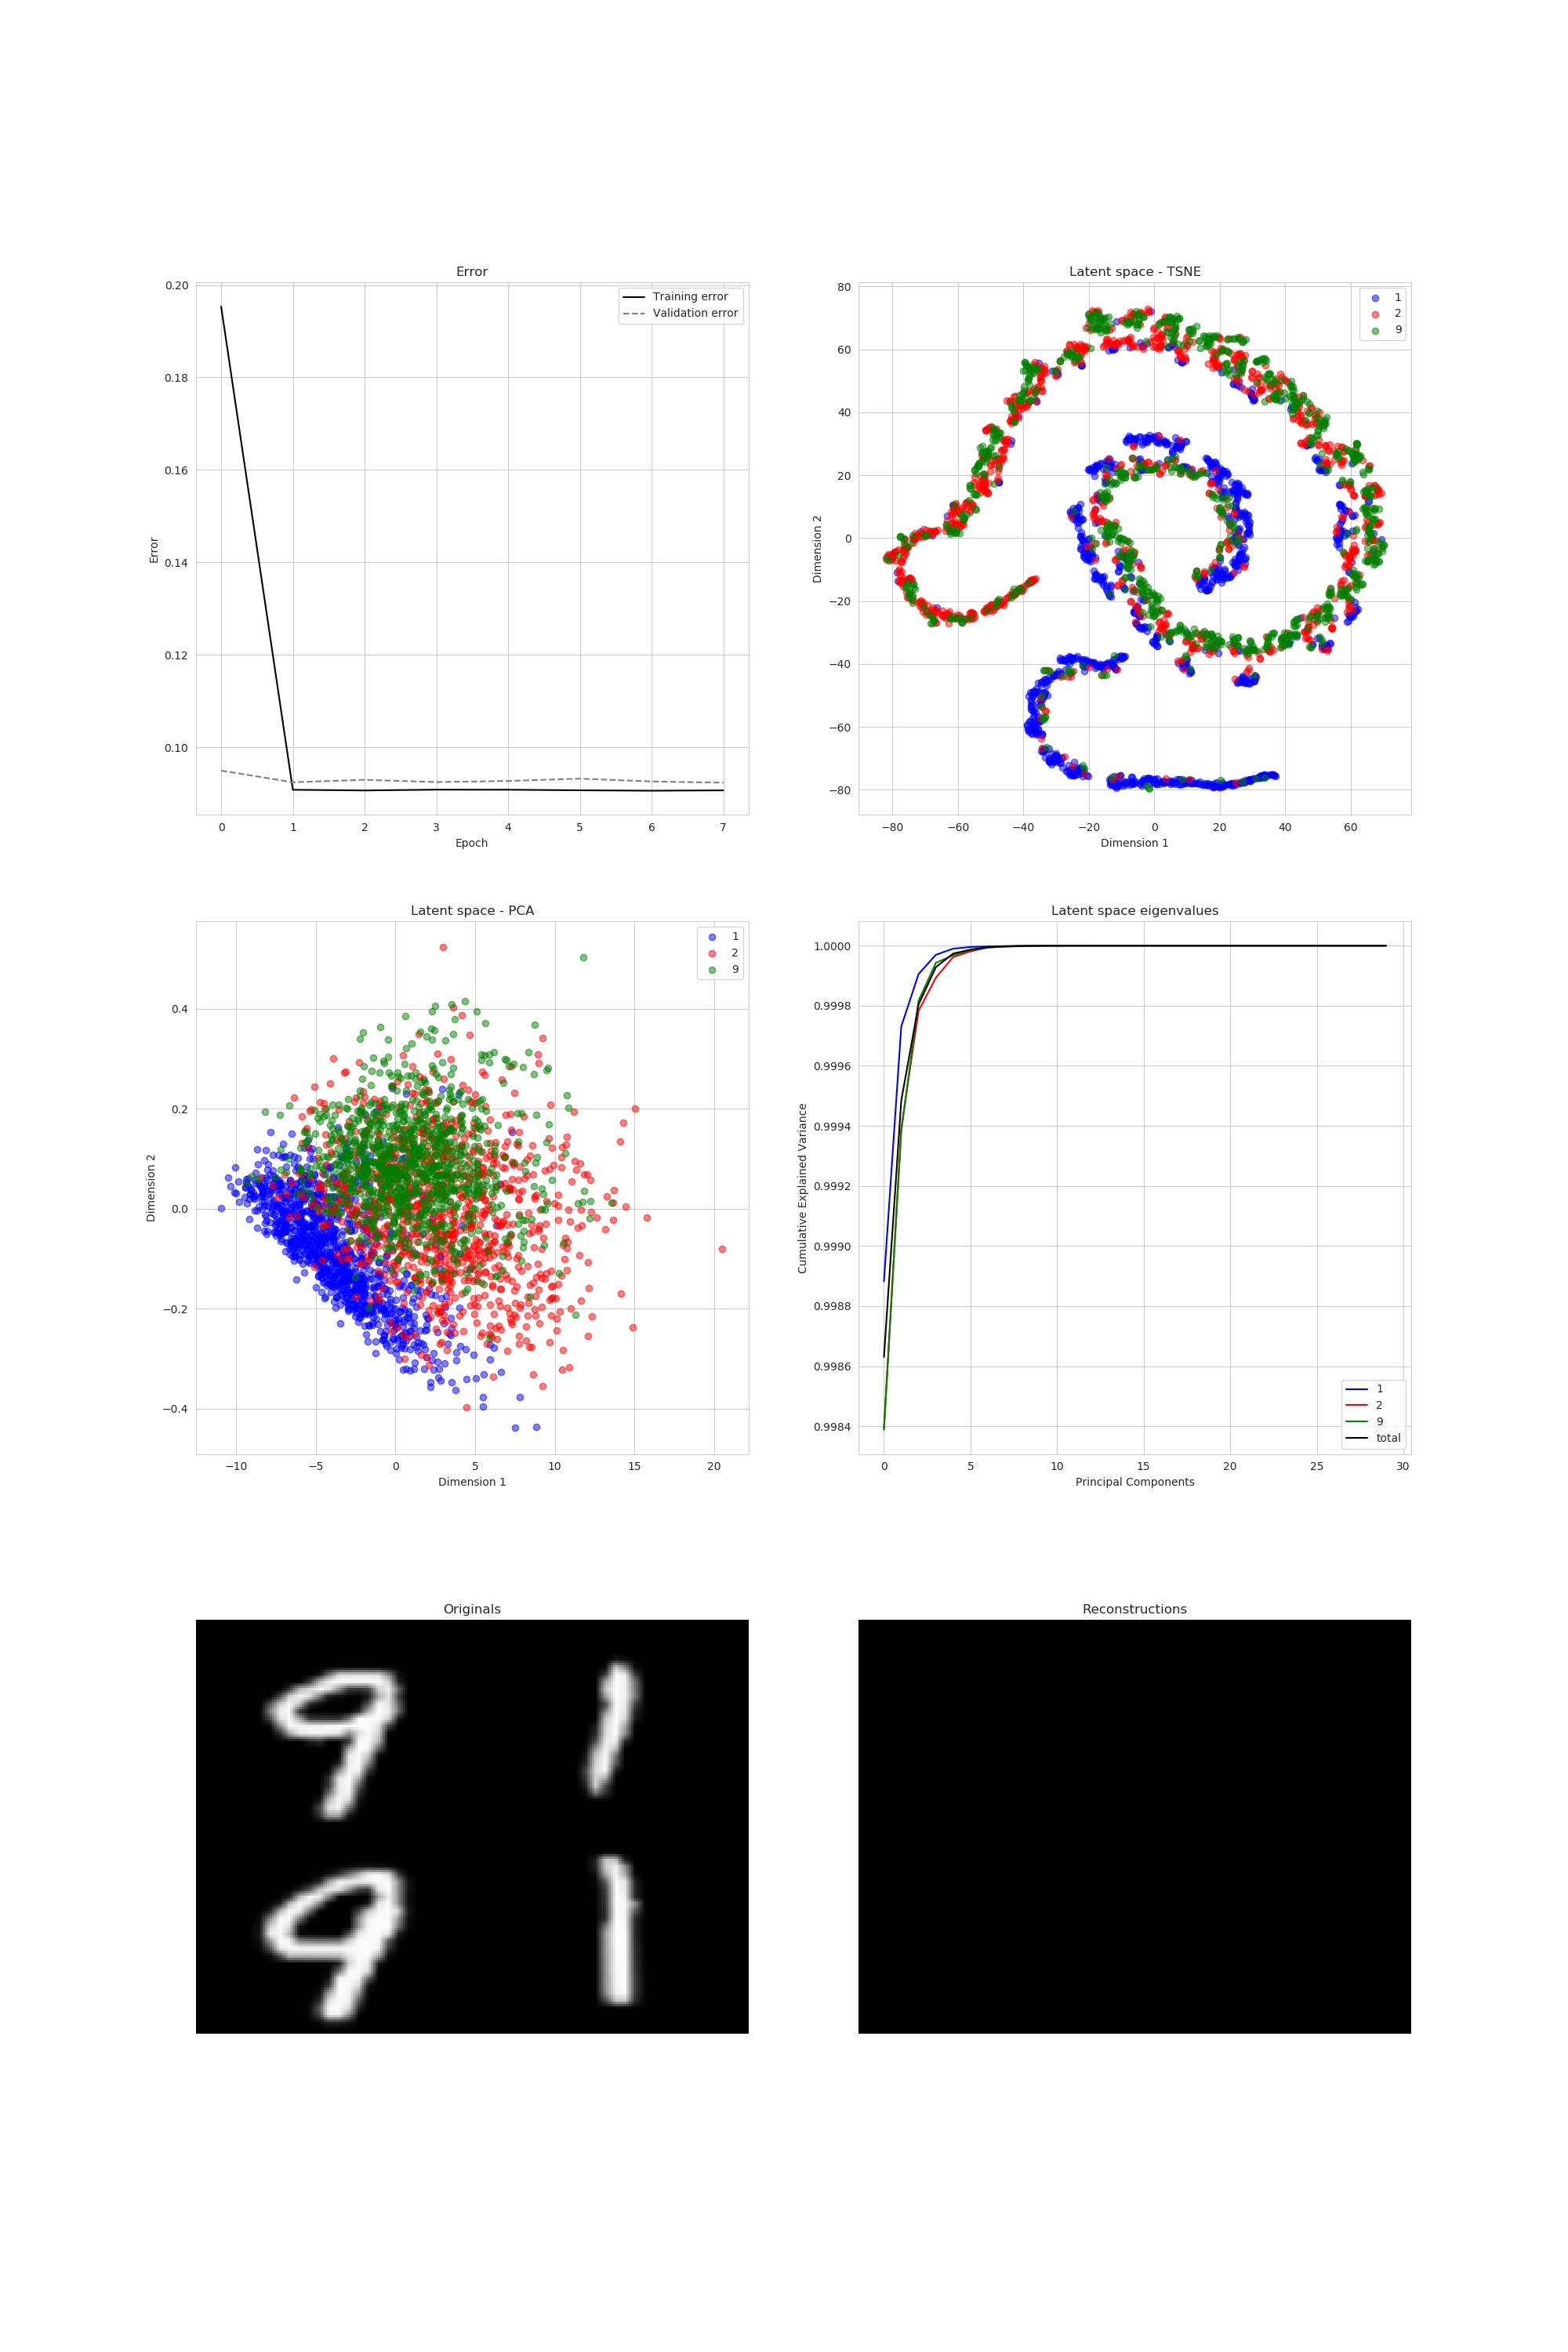 Error
0.20
0.18
0.16
0.14
0.12
0.10
Error
Training error
Validation error
0 1 2 3 4 5 6 7
Epoch
Latent space - TSNE
80
60
40
20
0
−20
−40
−60
−80
Dimension 2
1
2
9
−80 −60 −40 −20 0 20 40 60
Dimension 1
Latent space - PCA
0.4
0.2
0.0
−0.2
−0.4
Dimension 2
1
2
9
−10 −5 0 5 10 15 20
Dimension 1
Latent space eigenvalues
1.0000
0.9998
0.9996
0.9994
0.9992
0.9990
0.9988
0.9986
0.9984
Cumulative Explained Variance
1
2
9
total
0 5 10 15 20 25 30
Principal Components
Originals
9 1
9 1
Reconstructions